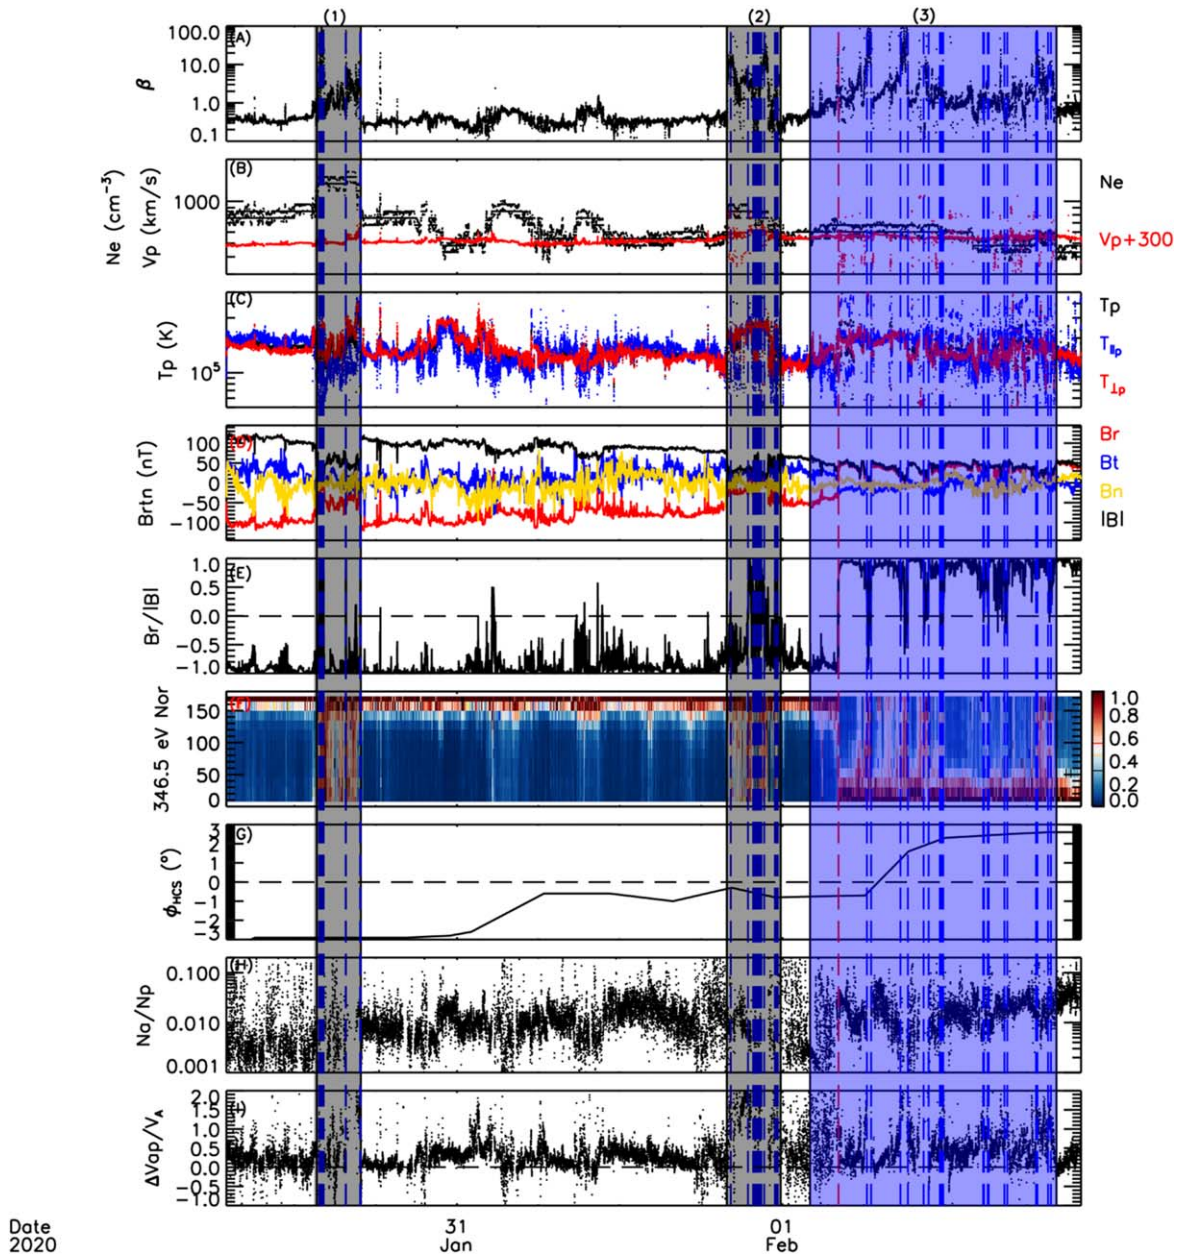 (1) (2) (3)
(A)
100.0
10.0
1.0
0.1
β
(B)
1000
Ne (cm⁻³)
Vp (km/s)
Ne
Vp+300
(C)
10⁵
Tp (K)
Tp
T∥p
T⊥p
100
50
0
−50
−100
Brtn (nT)
Br
Bt
Bn
|B|
(E)
1.0
0.5
0.0
−0.5
−1.0
Br/|B|
(F)
150
100
50
0
346.5 eV Nor
1.0
0.8
0.6
0.4
0.2
0.0
(G)
3
2
1
0
−1
−2
−3
ϕHCS (°)
(H)
0.100
0.010
0.001
Na/Np
2.0
1.5
1.0
0.5
0.0
−0.5
−1.0
ΔVαp/VA
Date
2020
31
Jan
01
Feb